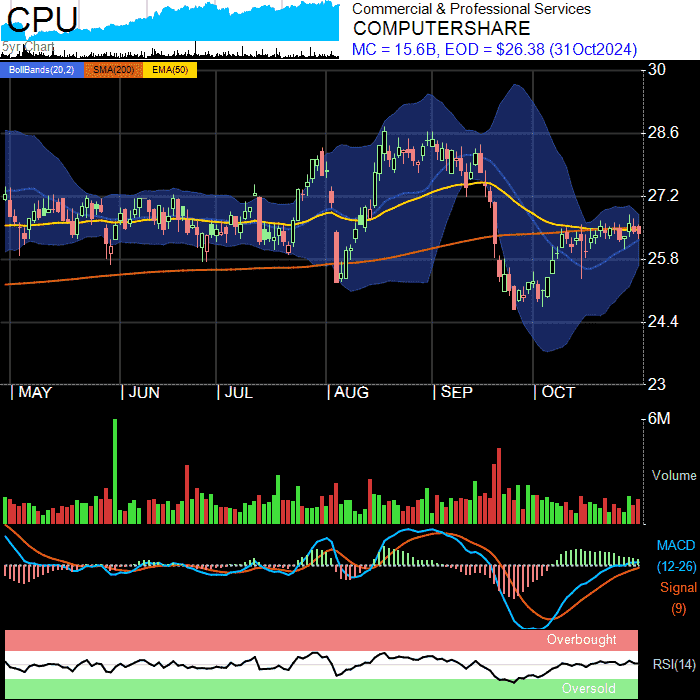 CPU
5yr Chart
Commercial & Professional Services
COMPUTERSHARE
MC = 15.6B, EOD = $26.38 (31Oct2024)
BollBands(20,2) SMA(200) EMA(50)
30
28.6
27.2
25.8
24.4
23
MAY JUN JUL AUG SEP OCT
6M
Volume
MACD
(12-26)
Signal
(9)
Overbought
RSI(14)
Oversold